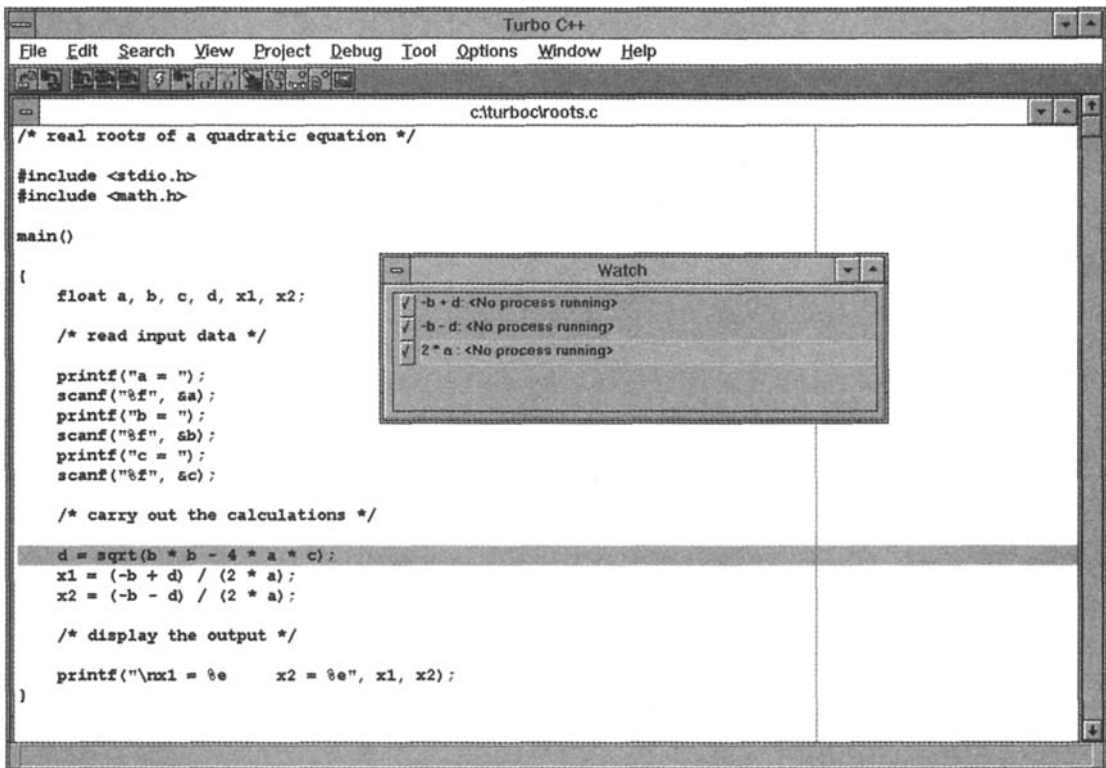 Turbo C++
File Edit Search View Project Debug Tool Options Window Help
c:\turboc\roots.c
/* real roots of a quadratic equation */
#include <stdio.h>
#include <math.h>
main()
{
float a, b, c, d, x1, x2;
/* read input data */
printf("a = ");
scanf("%f", &a);
printf("b = ");
scanf("%f", &b);
printf("c = ");
scanf("%f", &c);
/* carry out the calculations */
d = sqrt(b * b - 4 * a * c);
x1 = (-b + d) / (2 * a);
x2 = (-b - d) / (2 * a);
/* display the output */
printf("\nx1 = %e     x2 = %e", x1, x2);
}
Watch
-b + d: <No process running>
-b - d: <No process running>
2 * a : <No process running>